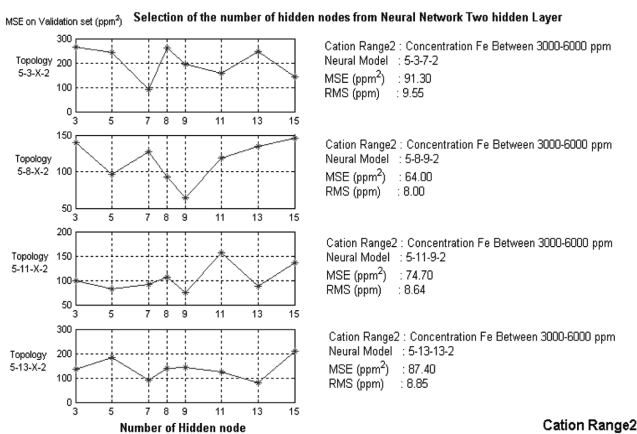 MSE on Validation set (ppm²) Selection of the number of hidden nodes from Neural Network Two hidden Layer
Topology
5-3-X-2
300
200
100
0
3 5 7 8 9 11 13 15
Cation Range2 : Concentration Fe Between 3000-6000 ppm
Neural Model : 5-3-7-2
MSE (ppm²) : 91.30
RMS (ppm) : 9.55
Topology
5-8-X-2
150
100
50
3 5 7 8 9 11 13 15
Cation Range2 : Concentration Fe Between 3000-6000 ppm
Neural Model : 5-8-9-2
MSE (ppm²) : 64.00
RMS (ppm) : 8.00
Topology
5-11-X-2
200
150
100
50
3 5 7 8 9 11 13 15
Cation Range2 : Concentration Fe Between 3000-6000 ppm
Neural Model : 5-11-9-2
MSE (ppm²) : 74.70
RMS (ppm) : 8.64
Topology
5-13-X-2
300
200
100
0
3 5 7 8 9 11 13 15
Cation Range2 : Concentration Fe Between 3000-6000 ppm
Neural Model : 5-13-13-2
MSE (ppm²) : 87.40
RMS (ppm) : 8.85
Number of Hidden node
Cation Range2